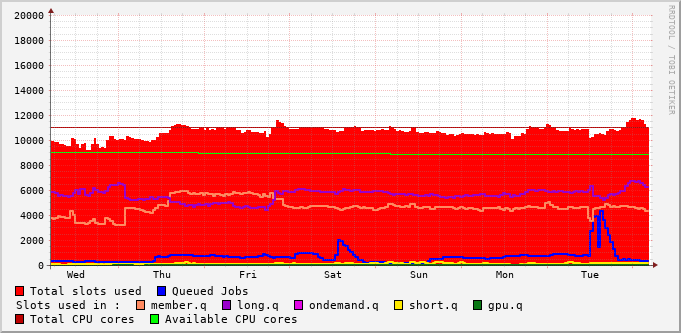 RRDTOOL / TOBI OETIKER
20000
18000
16000
14000
12000
10000
8000
6000
4000
2000
0
Wed Thu Fri Sat Sun Mon Tue
Total slots used Queued Jobs
Slots used in : member.q long.q ondemand.q short.q gpu.q
Total CPU cores Available CPU cores